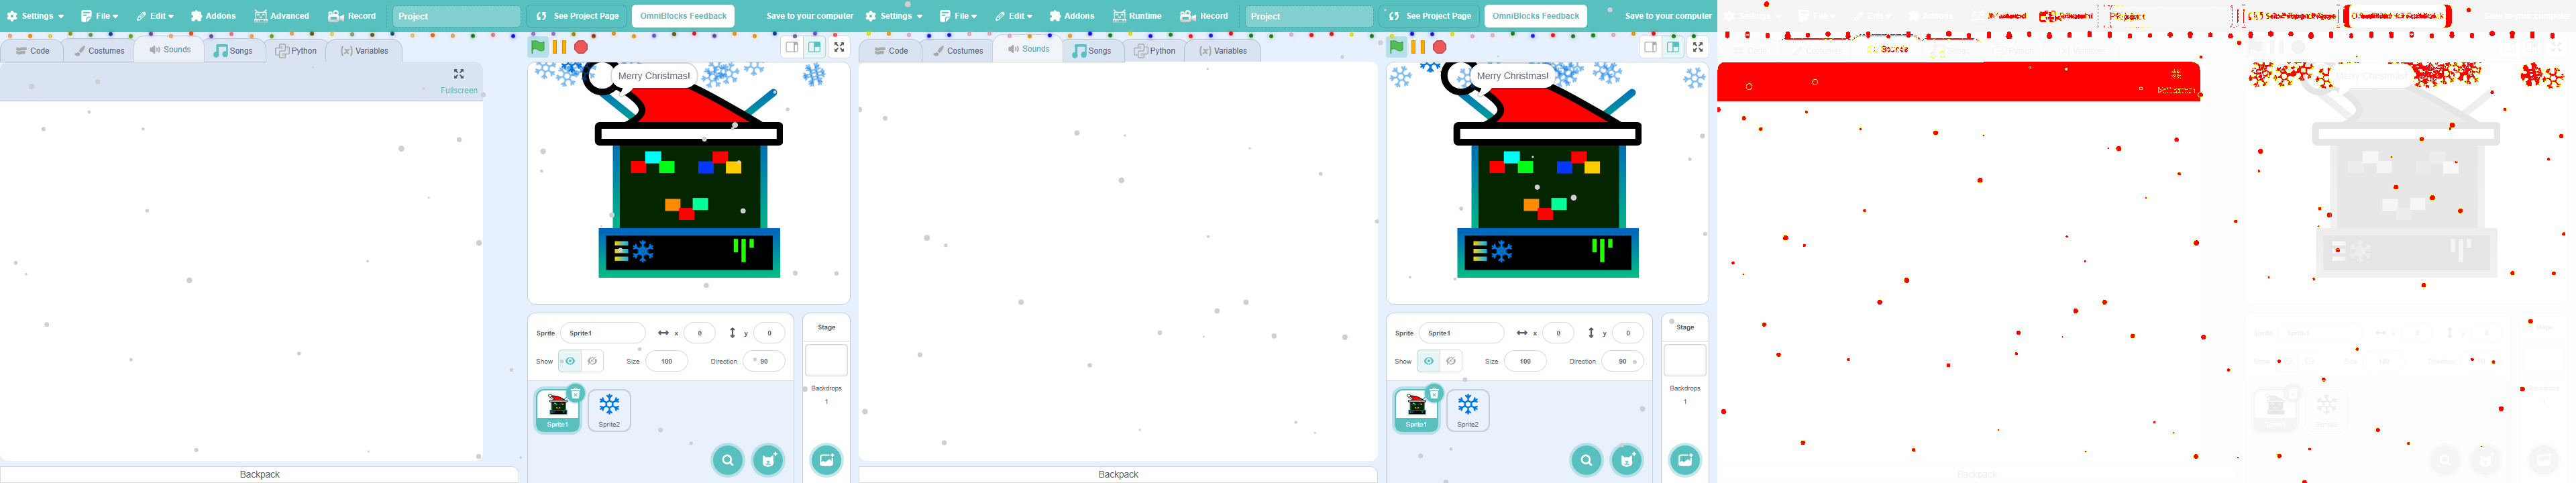 Settings File Edit Addons Advanced Record Project See Project Page OmniBlocks Feedback Save to your computer
Code Costumes Sounds Songs Python (x) Variables
Fullscreen
Merry Christmas!
Sprite Sprite1 x 0 y 0
Show Size 100 Direction 90
Sprite1 Sprite2
Stage
Backdrops
1
Backpack
Settings File Edit Addons Runtime Record Project See Project Page OmniBlocks Feedback Save to your computer
Code Costumes Sounds Songs Python (x) Variables
Merry Christmas!
Sprite Sprite1 x 0 y 0
Show Size 100 Direction 90
Sprite1 Sprite2
Stage
Backdrops
1
Backpack
Sounds
Merry Christmas!
Backpack